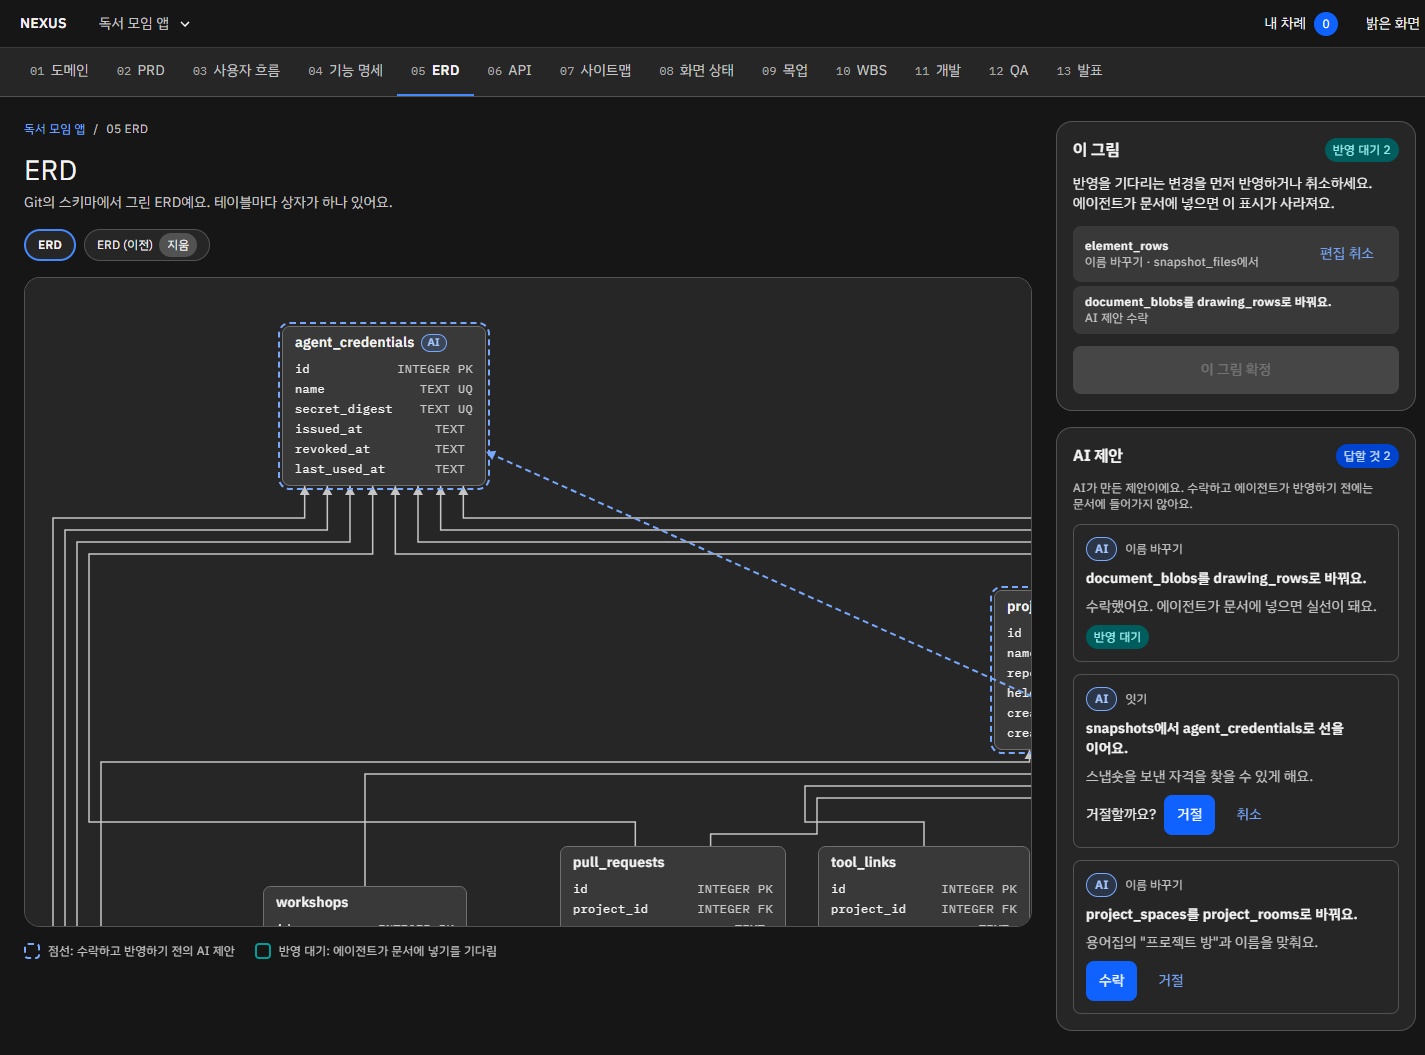 NEXUS
독서 모임 앱
내 차례 0
밝은 화면
01 도메인
02 PRD
03 사용자 흐름
04 기능 명세
05 ERD
06 API
07 사이트맵
08 화면 상태
09 목업
10 WBS
11 개발
12 QA
13 발표
독서 모임 앱 / 05 ERD
ERD
Git의 스키마에서 그린 ERD예요. 테이블마다 상자가 하나 있어요.
ERD
ERD (이전) 지움
agent_credentials AI
id INTEGER PK
name TEXT UQ
secret_digest TEXT UQ
issued_at TEXT
revoked_at TEXT
last_used_at TEXT
id
pull_requests
id INTEGER PK
project_id INTEGER FK
tool_links
id INTEGER PK
project_id INTEGER FK
workshops
점선: 수락하고 반영하기 전의 AI 제안
반영 대기: 에이전트가 문서에 넣기를 기다림
이 그림
반영 대기 2
반영을 기다리는 변경을 먼저 반영하거나 취소하세요.
에이전트가 문서에 넣으면 이 표시가 사라져요.
element_rows
이름 바꾸기 · snapshot_files에서
편집 취소
document_blobs를 drawing_rows로 바꿔요.
AI 제안 수락
이 그림 확정
AI 제안
답할 것 2
AI가 만든 제안이에요. 수락하고 에이전트가 반영하기 전에는
문서에 들어가지 않아요.
AI 이름 바꾸기
document_blobs를 drawing_rows로 바꿔요.
수락했어요. 에이전트가 문서에 넣으면 실선이 돼요.
반영 대기
AI 잇기
snapshots에서 agent_credentials로 선을
이어요.
스냅숏을 보낸 자격을 찾을 수 있게 해요.
거절할까요? 거절 취소
AI 이름 바꾸기
project_spaces를 project_rooms로 바꿔요.
용어집의 "프로젝트 방"과 이름을 맞춰요.
수락 거절